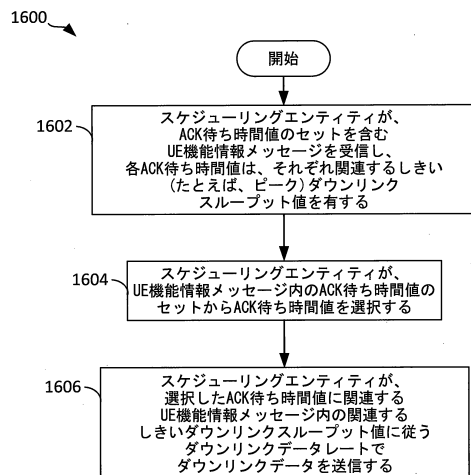 1600
開始
1602
スケジューリングエンティティが、
ACK待ち時間値のセットを含む
UE機能情報メッセージを受信し、
各ACK待ち時間値は、それぞれ関連するしきい
(たとえば、ピーク)ダウンリンク
スループット値を有する
1604
スケジューリングエンティティが、
UE機能情報メッセージ内のACK待ち時間値の
セットからACK待ち時間値を選択する
1606
スケジューリングエンティティが、
選択したACK待ち時間値に関連する
UE機能情報メッセージ内の関連する
しきいダウンリンクスループット値に従う
ダウンリンクデータレートで
ダウンリンクデータを送信する